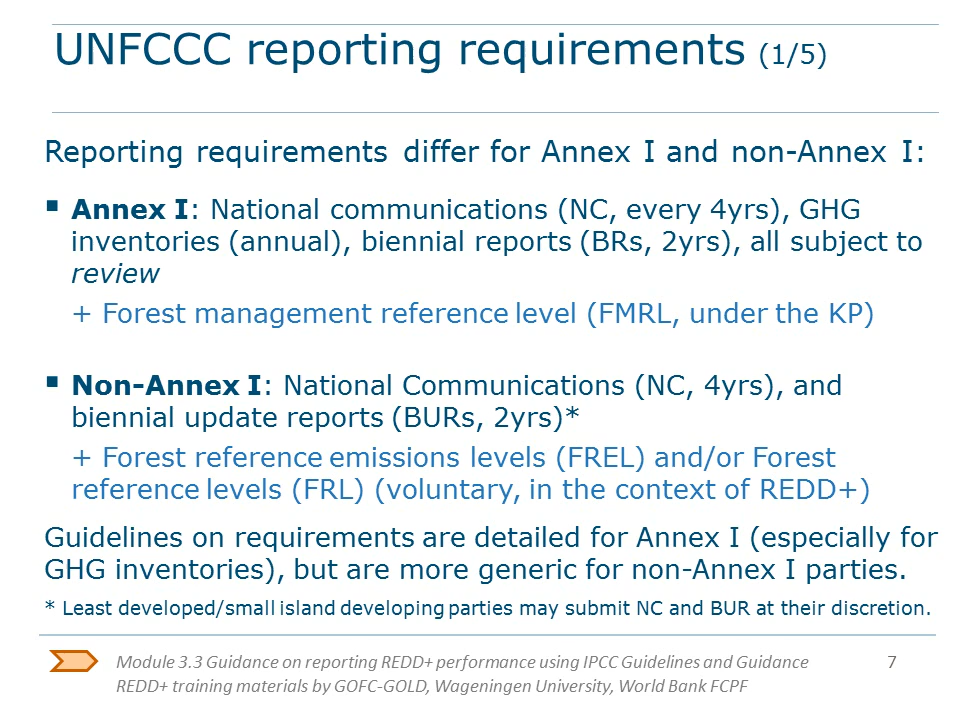 UNFCCC reporting requirements (1/5)
Reporting requirements differ for Annex I and non-Annex I:
▪ Annex I: National communications (NC, every 4yrs), GHG
inventories (annual), biennial reports (BRs, 2yrs), all subject to
review
+ Forest management reference level (FMRL, under the KP)
▪ Non-Annex I: National Communications (NC, 4yrs), and
biennial update reports (BURs, 2yrs)*
+ Forest reference emissions levels (FREL) and/or Forest
reference levels (FRL) (voluntary, in the context of REDD+)
Guidelines on requirements are detailed for Annex I (especially for
GHG inventories), but are more generic for non-Annex I parties.
* Least developed/small island developing parties may submit NC and BUR at their discretion.
Module 3.3 Guidance on reporting REDD+ performance using IPCC Guidelines and Guidance
REDD+ training materials by GOFC-GOLD, Wageningen University, World Bank FCPF
7